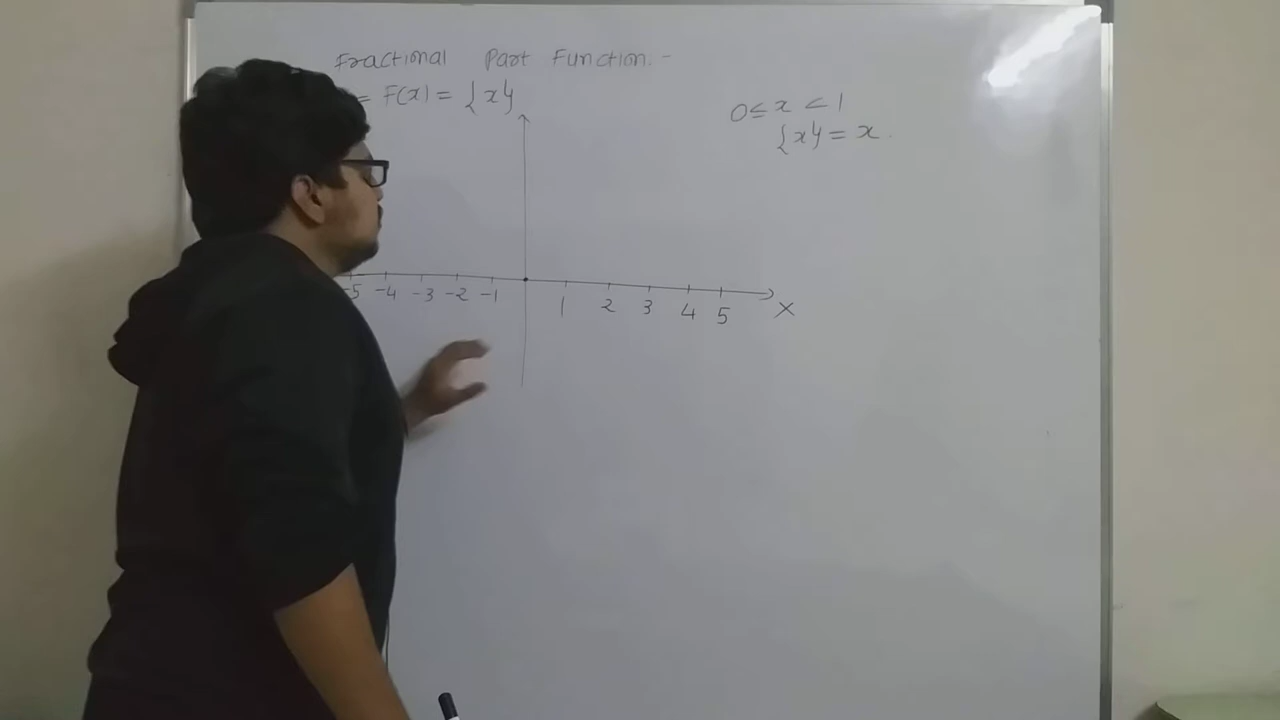 Fractional Part Function:-
= F(x) = {x}
0 ≤ x < 1
{x} = x.
-5 -4 -3 -2 -1 1 2 3 4 5 X